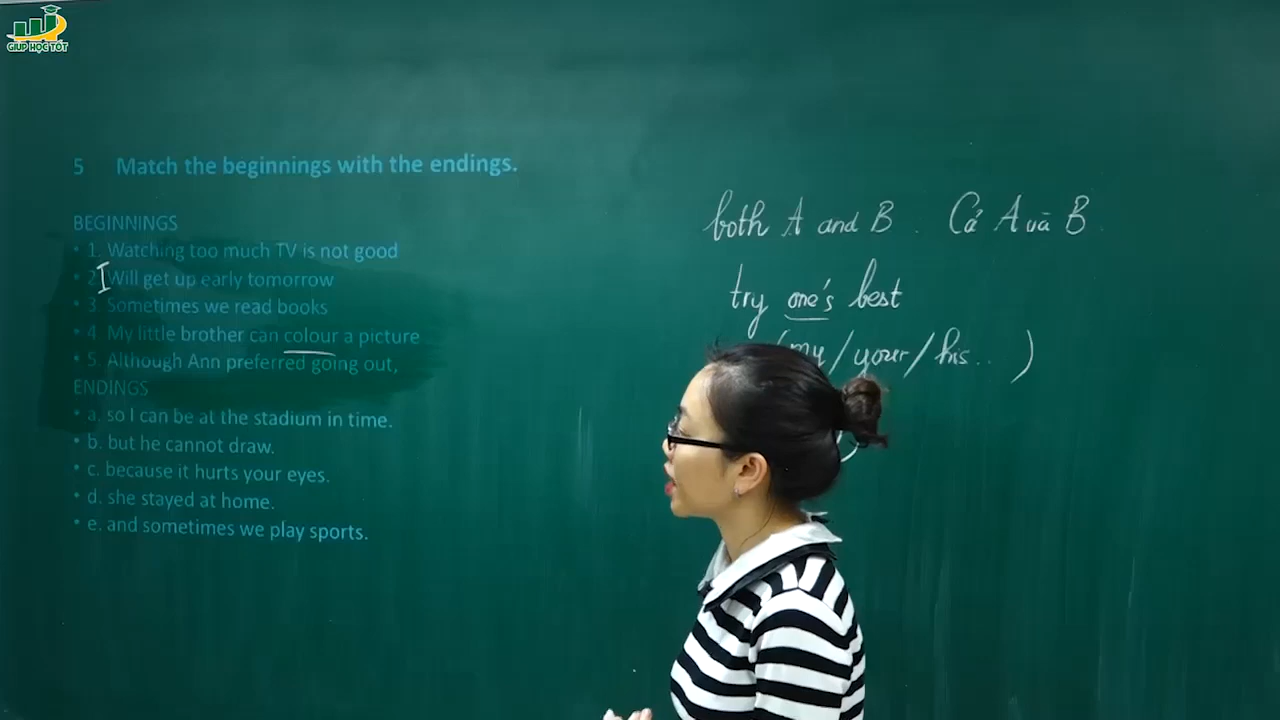 GIÚP HỌC TỐT
5 Match the beginnings with the endings.
BEGINNINGS
• 1. Watching too much TV is not good
• 2. I Will get up early tomorrow
• 3. Sometimes we read books
• 4. My little brother can colour a picture
• 5. Although Ann preferred going out,
ENDINGS
• a. so I can be at the stadium in time.
• b. but he cannot draw.
• c. because it hurts your eyes.
• d. she stayed at home.
• e. and sometimes we play sports.
both A and B. Cả A và B.
try one's best
(my / your / his.. )